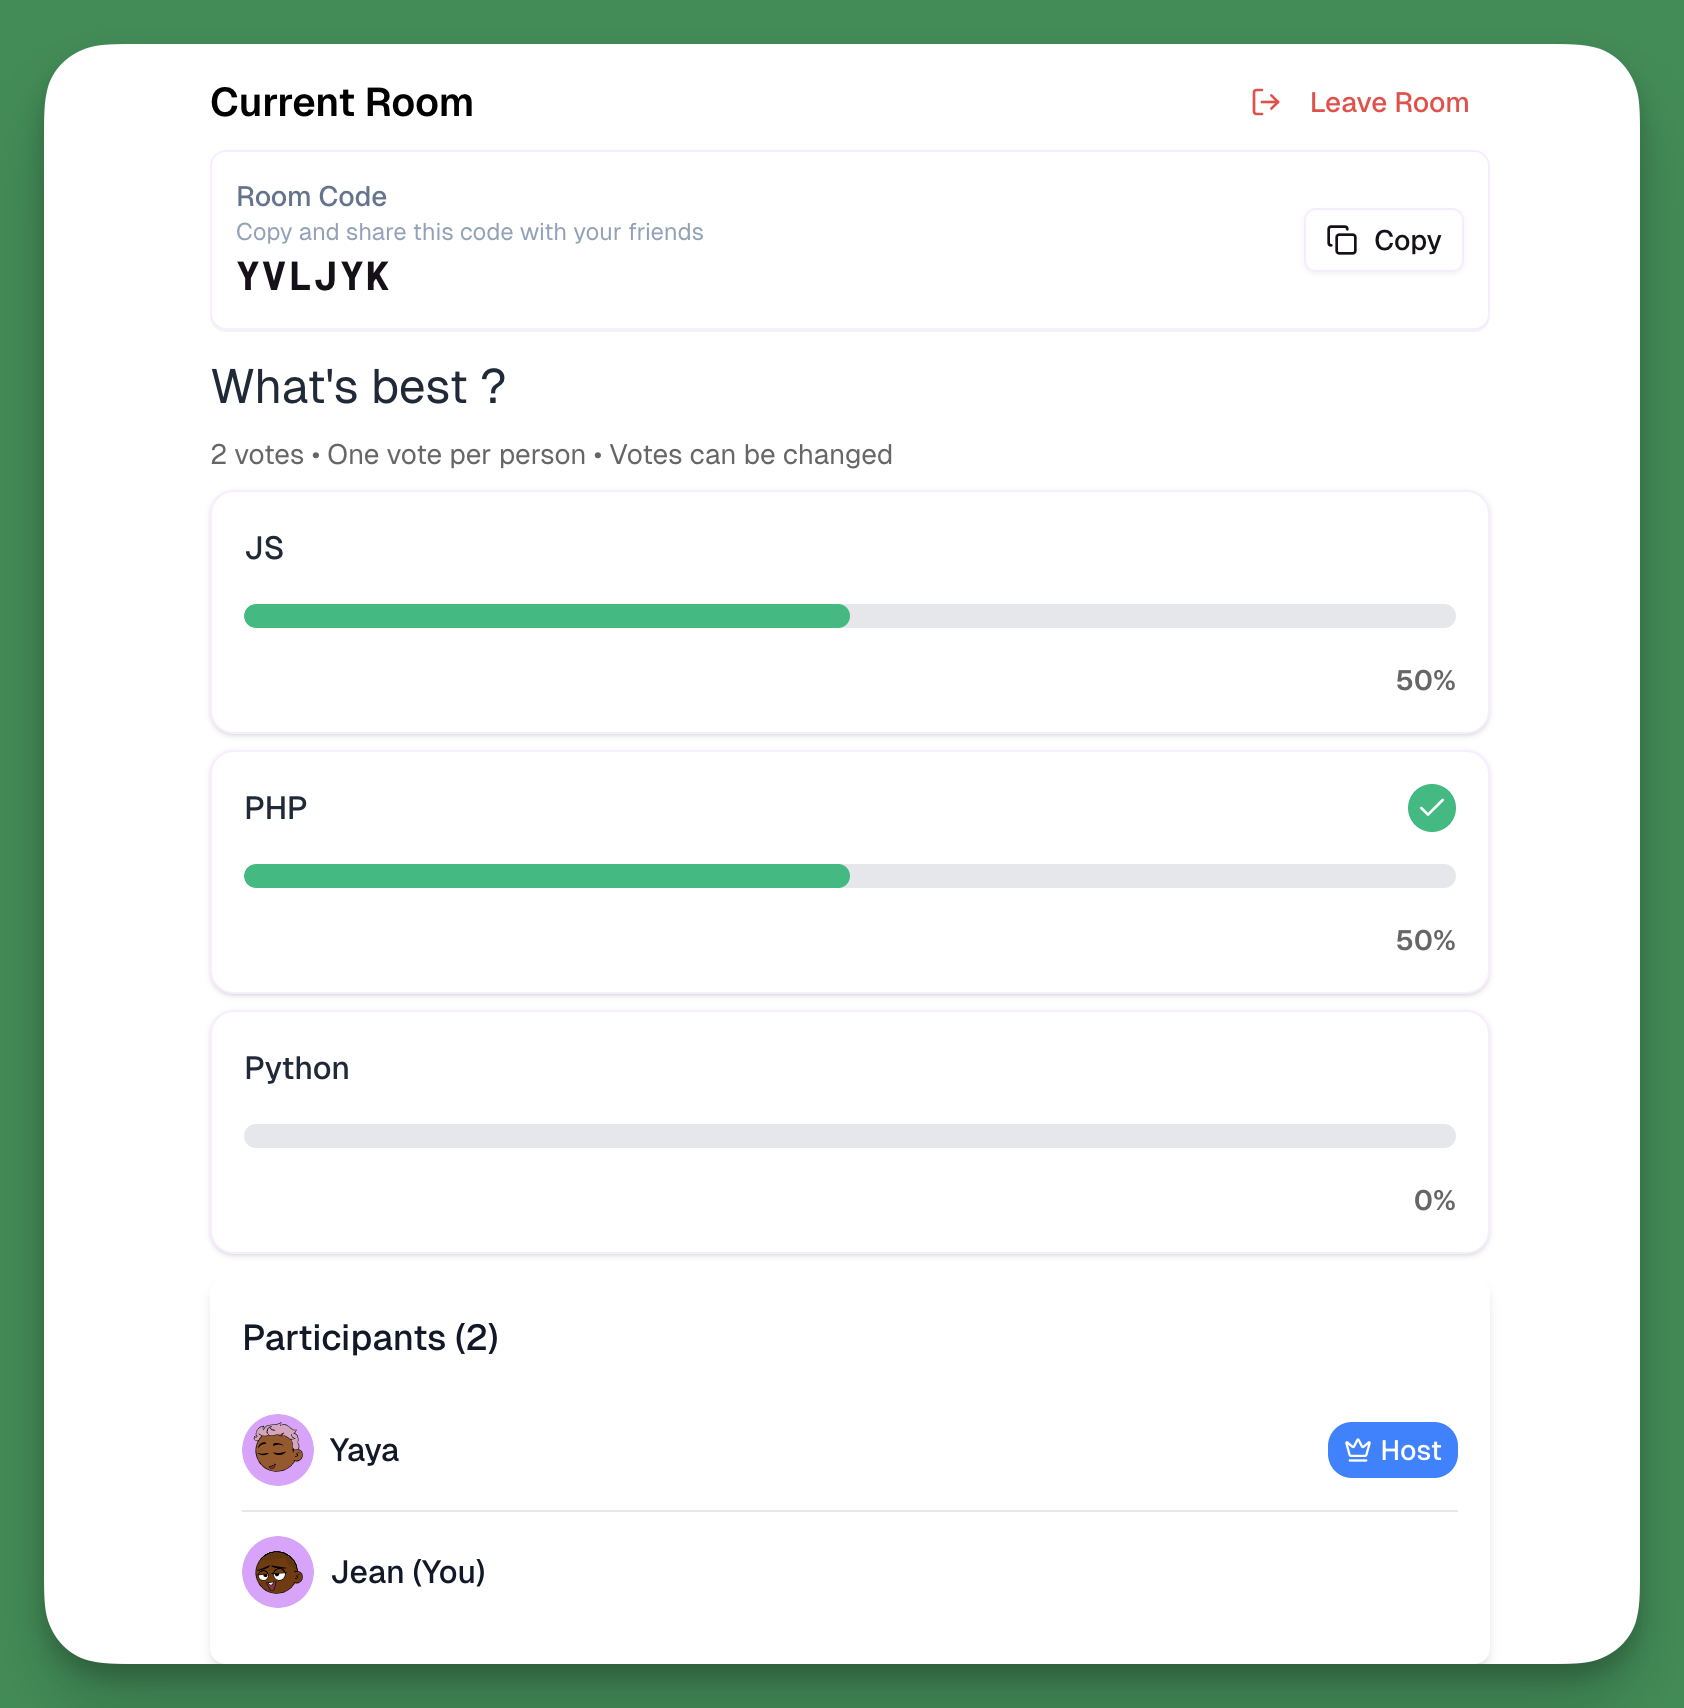 Current Room
Leave Room
Room Code
Copy and share this code with your friends
YVLJYK
Copy
What's best ?
2 votes • One vote per person • Votes can be changed
JS
50%
PHP
50%
Python
0%
Participants (2)
Yaya
Host
Jean (You)